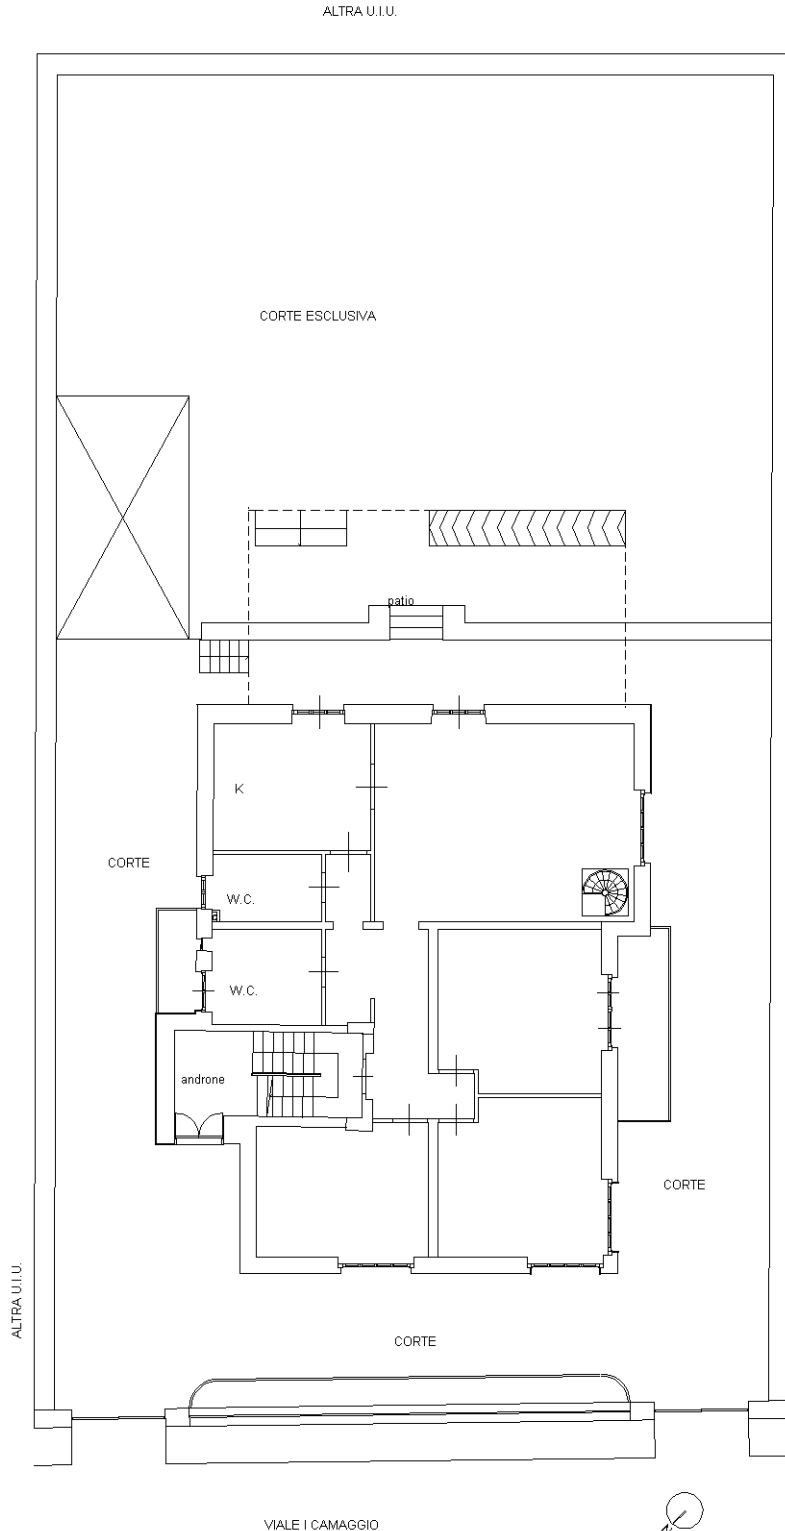 ALTRA U.I.U.
CORTE ESCLUSIVA
patio
K
CORTE
W.C.
W.C.
androne
CORTE
ALTRA U.I.U.
CORTE
VIALE I CAMAGGIO
N